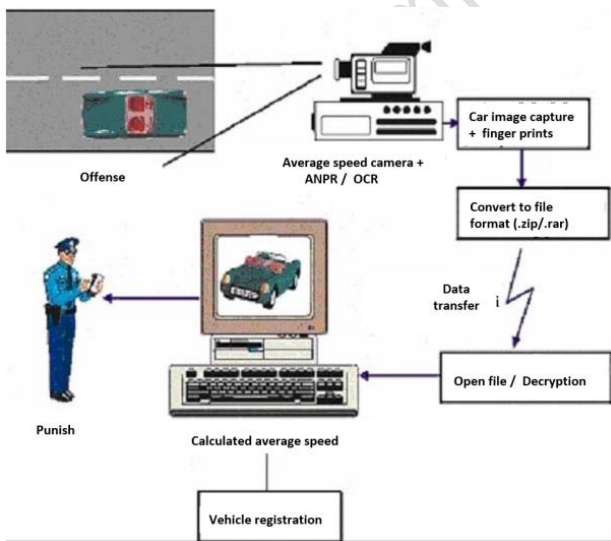 Offense
Average speed camera +
ANPR / OCR
Car image capture
+ finger prints
Convert to file
format (.zip/.rar)
Data
transfer i
Open file / Decryption
Calculated average speed
Punish
Vehicle registration